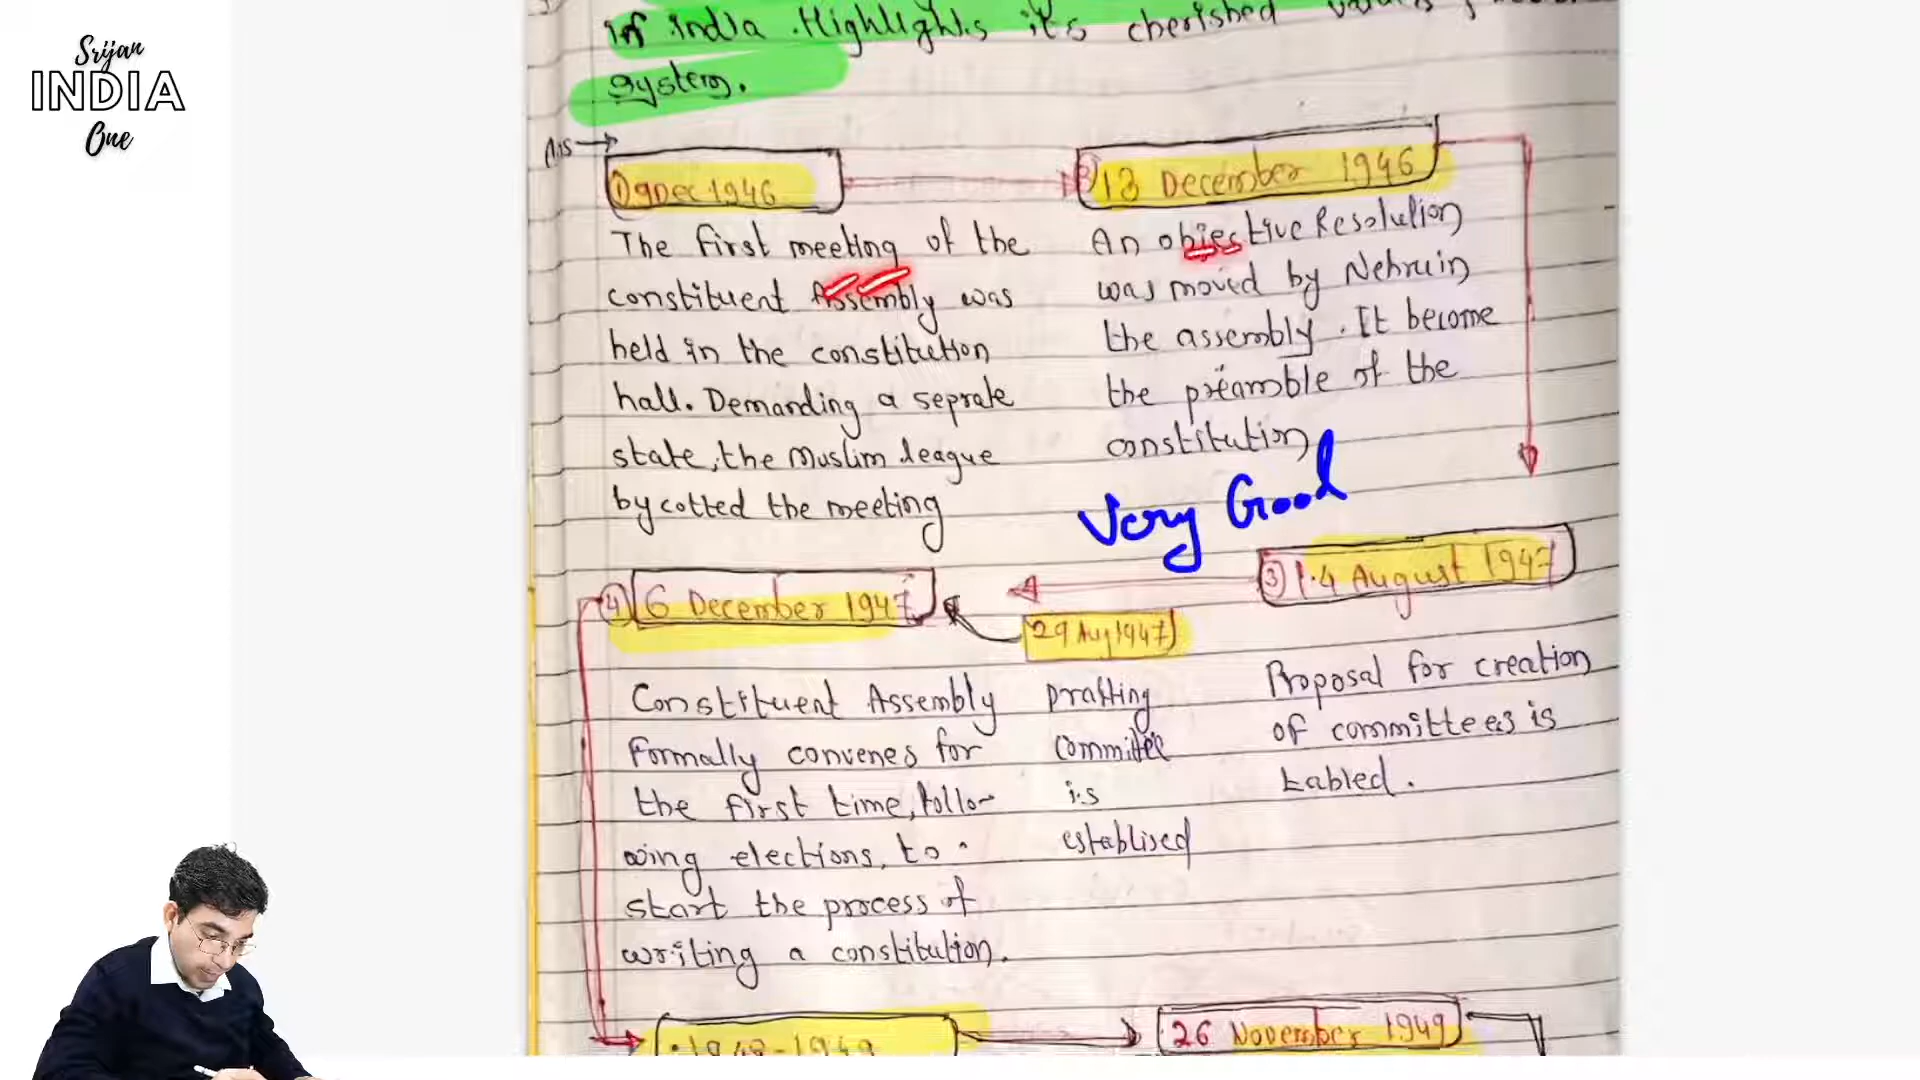 Srijan
INDIA
One
of india. Highlights it's cherished
system.
Ans →
① 9 Dec 1946
The first meeting of the
constituent Assembly was
held in the constitution
hall. Demanding a seprate
state, the Muslim league
bycotted the meeting
② 13 December 1946
An objective Resolution
was moved by Nehru in
the assembly. It become
the preamble of the
constitution
Very Good
③ 14 August 1947
Proposal for creation
of committees is
tabled.
29 Aug 1947
prafting
committee
is
establised
④ 6 December 1947
Constituent Assembly
formally convenes for
the first time, follo-
wing elections, to
start the process of
writing a constitution.
1948-1949
26 November 1949